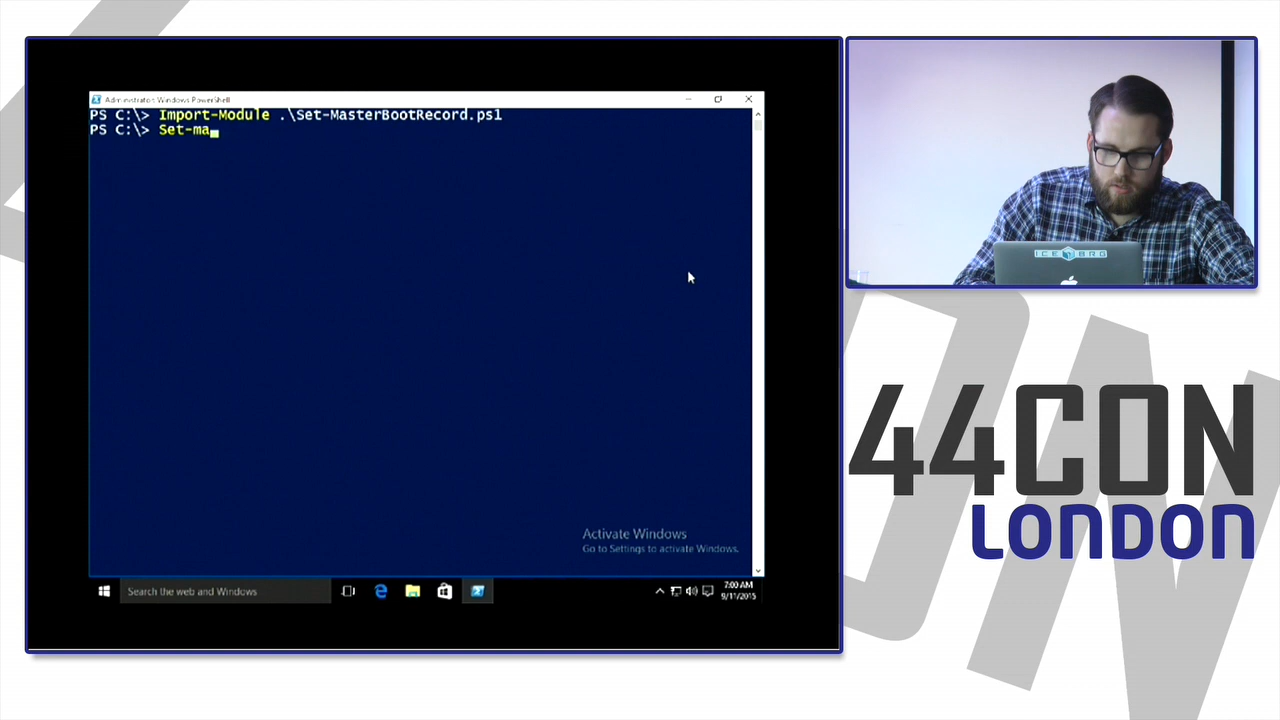 Administrator: Windows PowerShell
PS C:\> Import-Module .\Set-MasterBootRecord.ps1
PS C:\> Set-ma
Activate Windows
Go to Settings to activate Windows.
Search the web and Windows
7:00 AM
9/11/2015
ICEBRG
44CON
LONDON